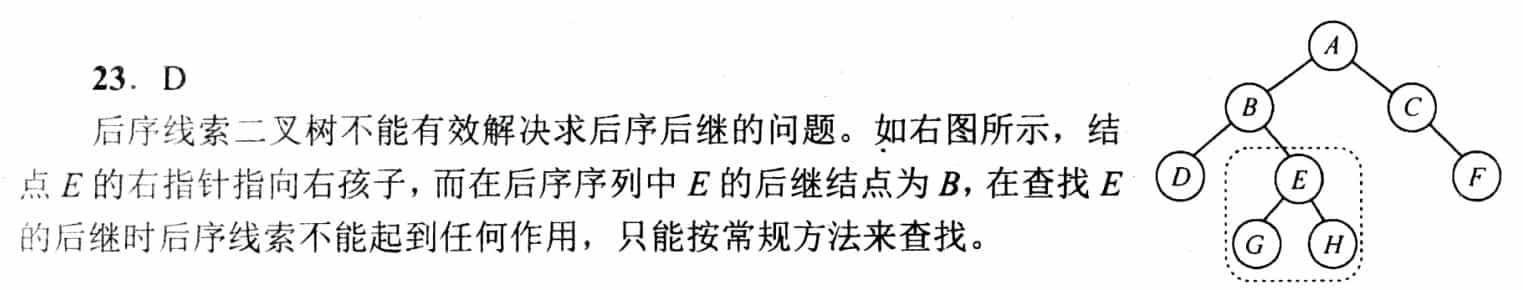 23. D
后序线索二叉树不能有效解决求后序后继的问题。如右图所示，结
点 E 的右指针指向右孩子，而在后序序列中 E 的后继结点为 B，在查找 E
的后继时后序线索不能起到任何作用，只能按常规方法来查找。
A
B
C
D
E
F
G
H